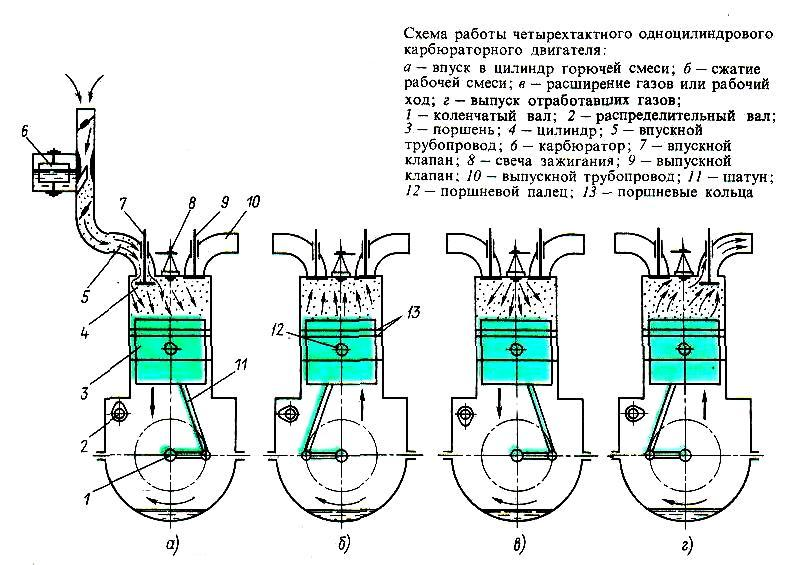 Схема работы четырехтактного одноцилиндрового
карбюраторного двигателя:
а — впуск в цилиндр горючей смеси; б — сжатие
рабочей смеси; в — расширение газов или рабочий
ход; г — выпуск отработавших газов;
1 — коленчатый вал; 2 — распределительный вал;
3 — поршень; 4 — цилиндр; 5 — впускной
трубопровод; 6 — карбюратор; 7 — впускной
клапан; 8 — свеча зажигания; 9 — выпускной
клапан; 10 — выпускной трубопровод; 11 — шатун;
12 — поршневой палец; 13 — поршневые кольца
6
7
8
9
10
5
4
13
12
3
11
2
1
а)
б)
в)
г)